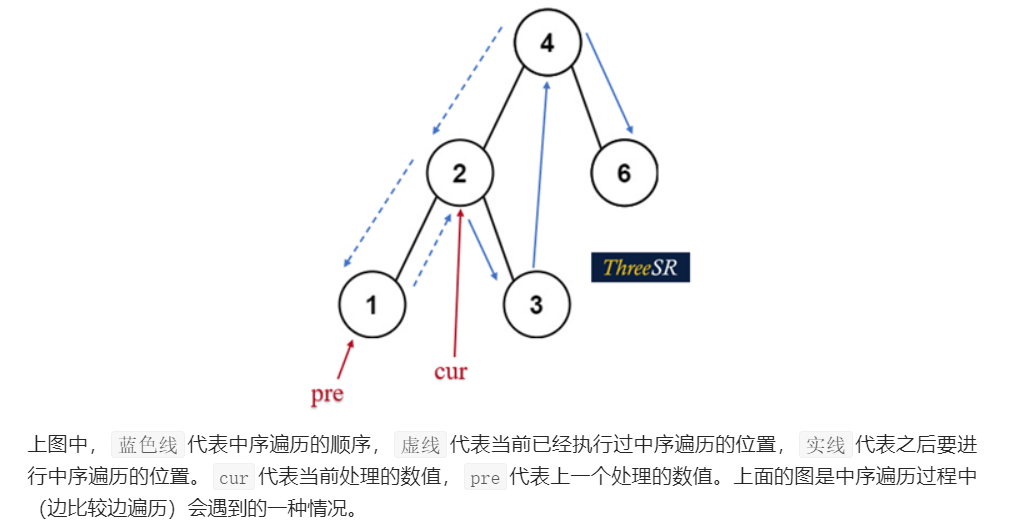 4
2
6
ThreeSR
1
3
cur
pre
上图中， 蓝色线 代表中序遍历的顺序， 虚线 代表当前已经执行过中序遍历的位置， 实线 代表之后要进
行中序遍历的位置。 cur 代表当前处理的数值， pre 代表上一个处理的数值。上面的图是中序遍历过程中
（边比较边遍历）会遇到的一种情况。